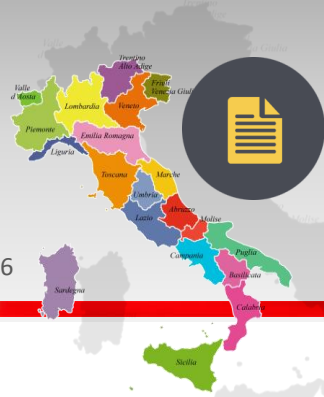 Trentino
Alto Adige
Friuli
Venezia Giuli
Valle
d'Aosta
Lombardia
Veneto
Piemonte
Emilia Romagna
Liguria
Toscana
Marche
Umbria
Lazio
Abruzzo
Molise
Campania
Puglia
Basilicata
6
Sardegna
Calabria
Sicilia